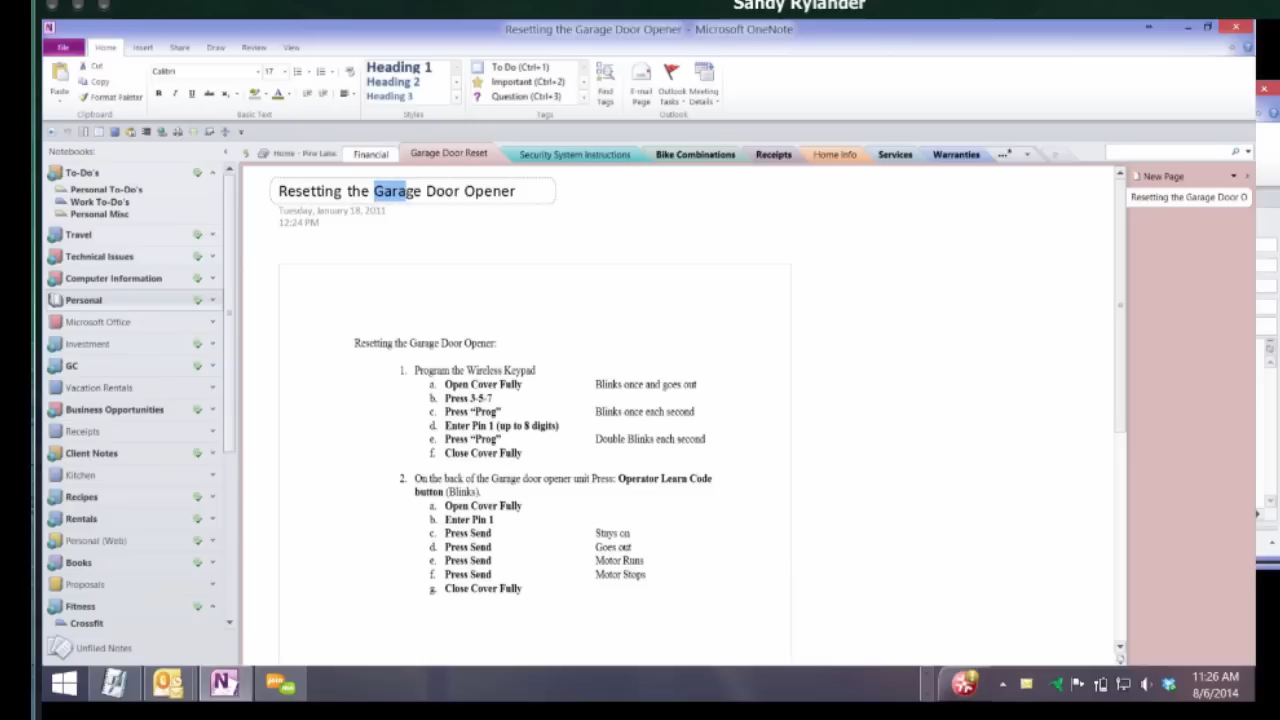 Sandy Rylander
Resetting the Garage Door Opener - Microsoft OneNote
File Home Insert Share Draw Review View
Paste
Cut
Copy
Format Painter
Clipboard
Calibri 17
B I U abc
Basic Text
Heading 1
Heading 2
Heading 3
Styles
To Do (Ctrl+1)
Important (Ctrl+2)
Question (Ctrl+3)
Find
Tags
Tags
E-mail
Page
Outlook
Tasks
Meeting
Details
Outlook
Notebooks:
Home - Pine Lane Financial Garage Door Reset Security System Instructions Bike Combinations Receipts Home Info Services Warranties ...
To-Do's
Personal To-Do's
Work To-Do's
Personal Misc
Travel
Technical Issues
Computer Information
Personal
Microsoft Office
Investment
GC
Vacation Rentals
Business Opportunities
Receipts
Client Notes
Kitchen
Recipes
Rentals
Personal (Web)
Books
Proposals
Fitness
Crossfit
Unfiled Notes
Resetting the Garage Door Opener
Tuesday, January 18, 2011
12:24 PM
Resetting the Garage Door Opener:
1. Program the Wireless Keypad
a. Open Cover Fully Blinks once and goes out
b. Press 3-5-7
c. Press "Prog" Blinks once each second
d. Enter Pin 1 (up to 8 digits)
e. Press "Prog" Double Blinks each second
f. Close Cover Fully
2. On the back of the Garage door opener unit Press: Operator Learn Code
button (Blinks).
a. Open Cover Fully
b. Enter Pin 1
c. Press Send Stays on
d. Press Send Goes out
e. Press Send Motor Runs
f. Press Send Motor Stops
g. Close Cover Fully
New Page
Resetting the Garage Door O
11:26 AM
8/6/2014